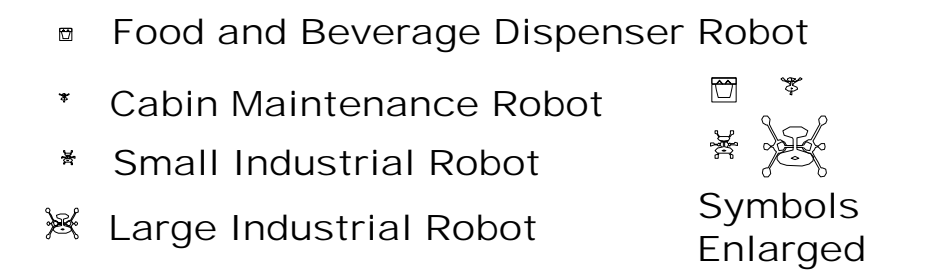 Food and Beverage Dispenser Robot
Cabin Maintenance Robot
Small Industrial Robot
Large Industrial Robot
Symbols
Enlarged